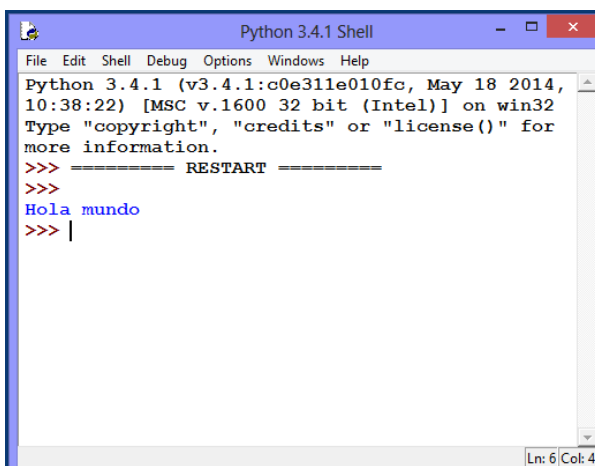 Python 3.4.1 Shell
File Edit Shell Debug Options Windows Help
Python 3.4.1 (v3.4.1:c0e311e010fc, May 18 2014,
10:38:22) [MSC v.1600 32 bit (Intel)] on win32
Type "copyright", "credits" or "license()" for
more information.
>>> ========= RESTART =========
>>>
Hola mundo
>>>
Ln: 6 Col: 4